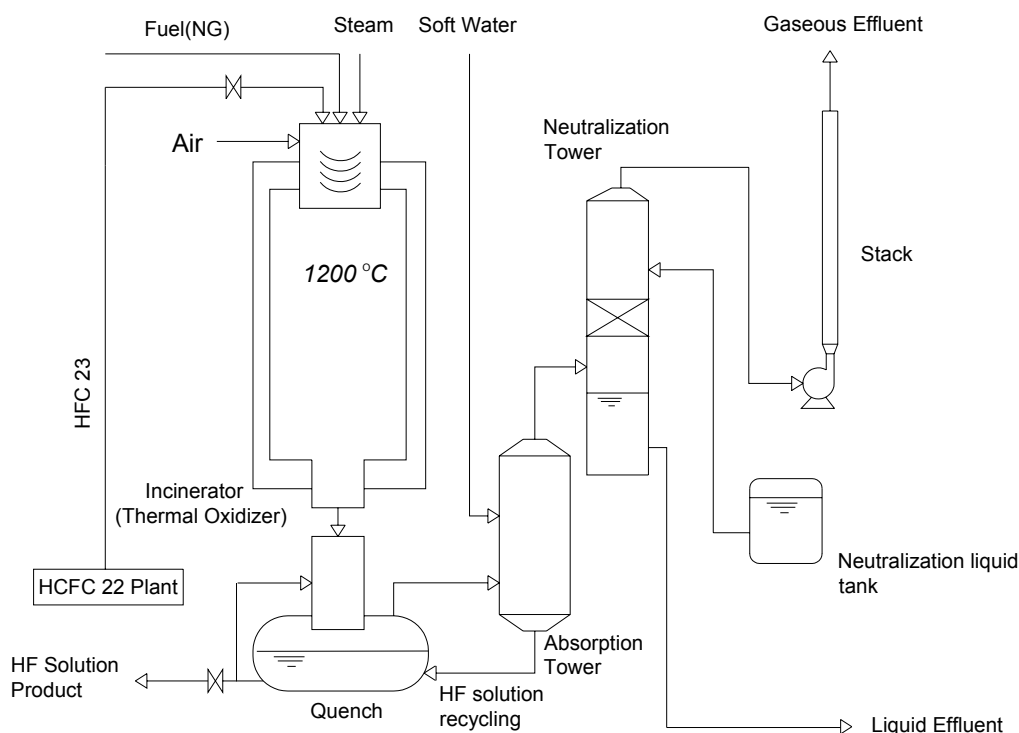 Fuel(NG)
Steam
Soft Water
Gaseous Effluent
Air
Neutralization
Tower
Stack
1200 °C
HFC 23
Incinerator
(Thermal Oxidizer)
HCFC 22 Plant
Neutralization liquid
tank
HF Solution
Product
Quench
HF solution
recycling
Absorption
Tower
Liquid Effluent